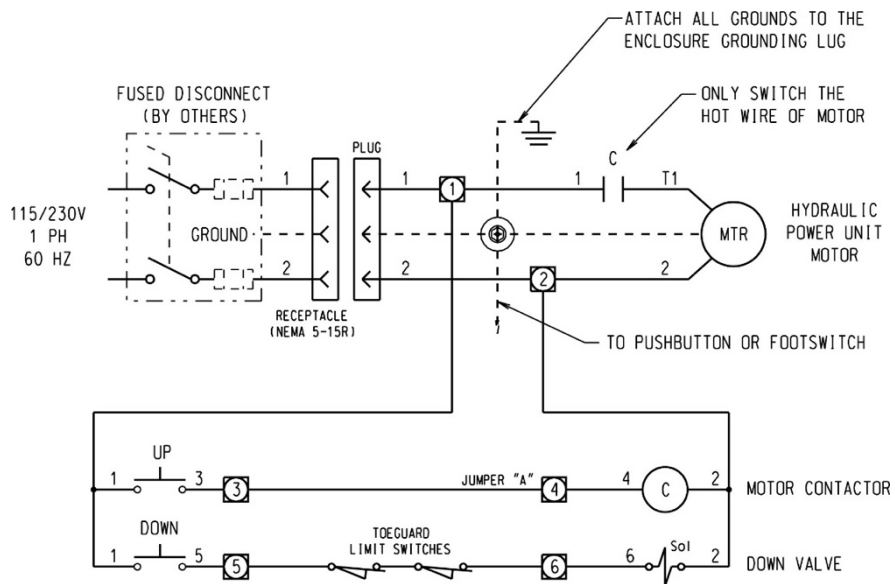 ATTACH ALL GROUNDS TO THE
ENCLOSURE GROUNDING LUG
FUSED DISCONNECT
(BY OTHERS)
ONLY SWITCH THE
HOT WIRE OF MOTOR
PLUG
RECEPTACLE
(NEMA 5-15R)
115/230V
1 PH
60 HZ
1
1
1
1
C
T1
GROUND
MTR
HYDRAULIC
POWER UNIT
MOTOR
2
2
2
2
TO PUSHBUTTON OR FOOTSWITCH
UP
1
3
3
JUMPER "A"
4
4
C
2
MOTOR CONTACTOR
DOWN
1
5
5
TOEGUARD
LIMIT SWITCHES
6
6
Sol
2
DOWN VALVE